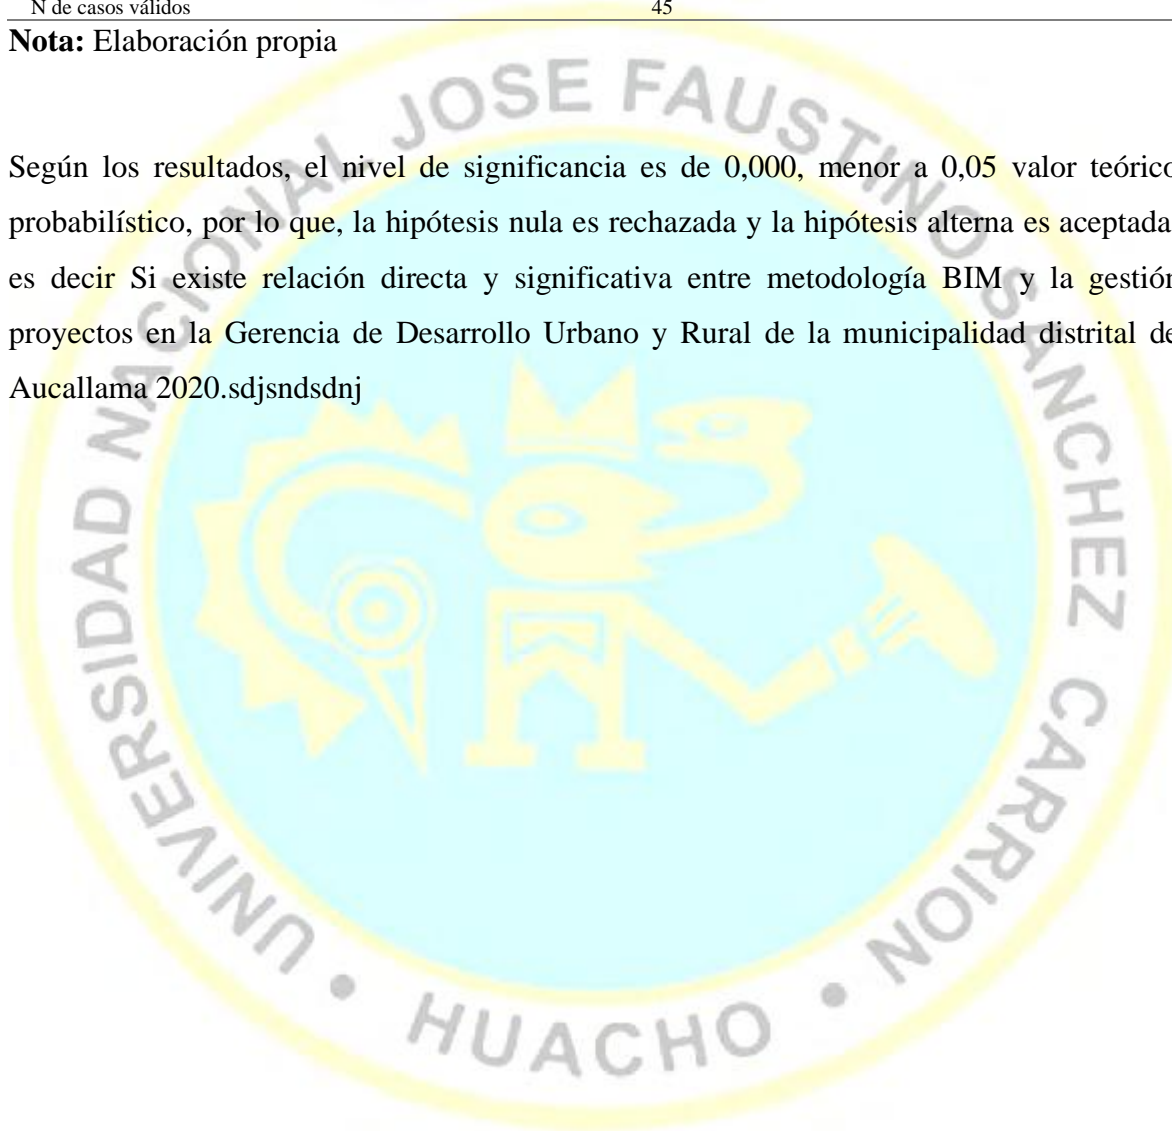 N de casos válidos 45
Nota: Elaboración propia
Según los resultados, el nivel de significancia es de 0,000, menor a 0,05 valor teórico
probabilístico, por lo que, la hipótesis nula es rechazada y la hipótesis alterna es aceptada
es decir Si existe relación directa y significativa entre metodología BIM y la gestión
proyectos en la Gerencia de Desarrollo Urbano y Rural de la municipalidad distrital de
Aucallama 2020.sdjsndsdnj
UNIVERSIDAD NACIONAL JOSE FAUSTINO SANCHEZ CARRION • HUACHO •